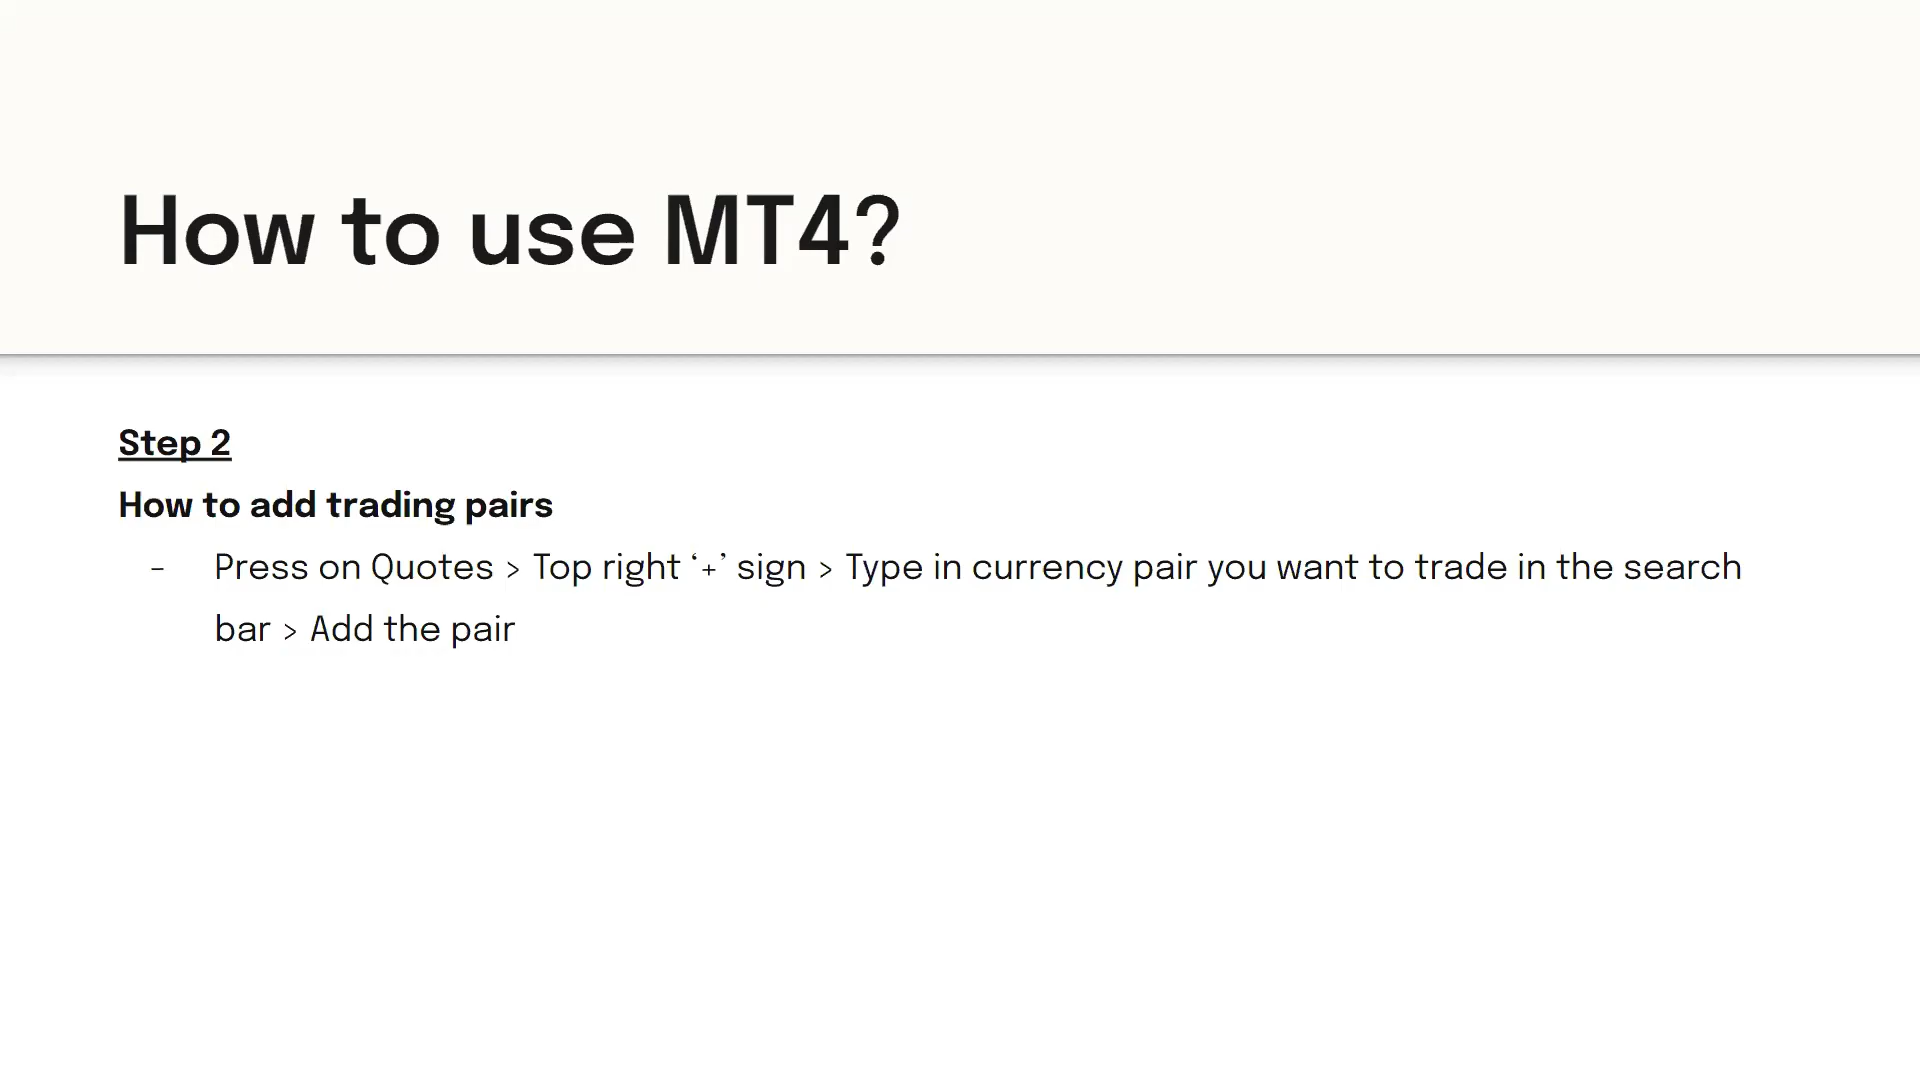 How to use MT4?
Step 2
How to add trading pairs
- Press on Quotes > Top right ‘+’ sign > Type in currency pair you want to trade in the search
bar > Add the pair